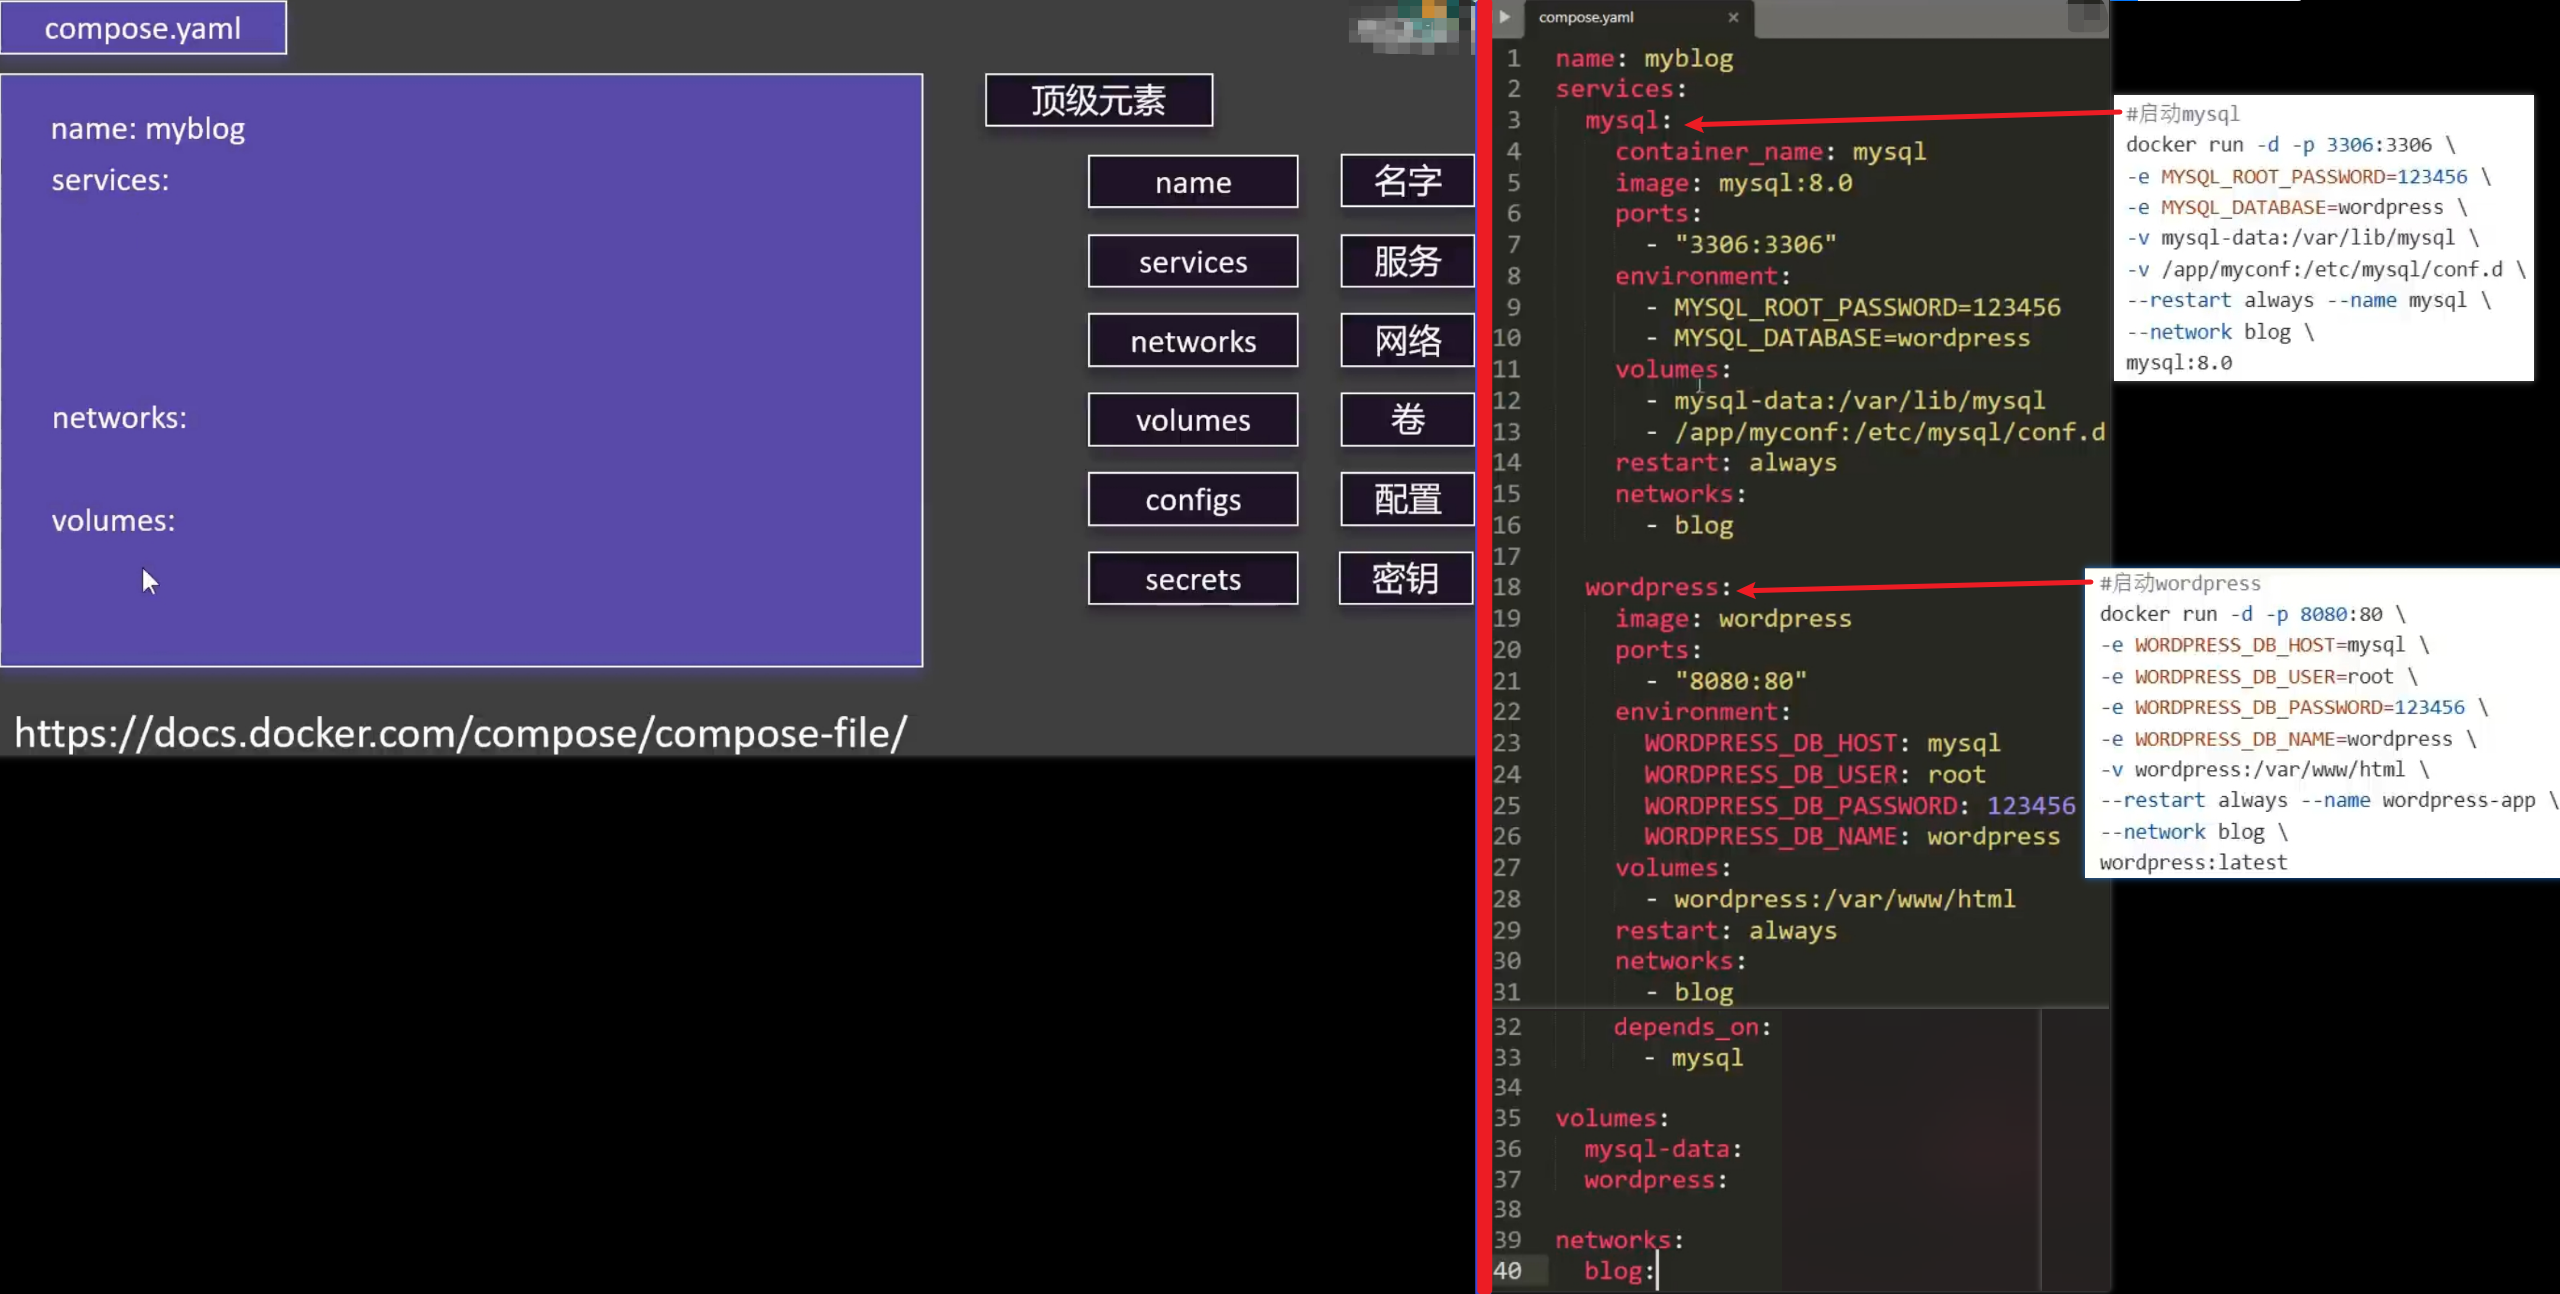 compose.yaml
name: myblog
services:
networks:
volumes:
https://docs.docker.com/compose/compose-file/
顶级元素
name 名字
services 服务
networks 网络
volumes 卷
configs 配置
secrets 密钥
compose.yaml ×
1 name: myblog
2 services:
3   mysql:
4     container_name: mysql
5     image: mysql:8.0
6     ports:
7       - "3306:3306"
8     environment:
9       - MYSQL_ROOT_PASSWORD=123456
10       - MYSQL_DATABASE=wordpress
11     volumes:
12       - mysql-data:/var/lib/mysql
13       - /app/myconf:/etc/mysql/conf.d
14     restart: always
15     networks:
16       - blog
17
18   wordpress:
19     image: wordpress
20     ports:
21       - "8080:80"
22     environment:
23       WORDPRESS_DB_HOST: mysql
24       WORDPRESS_DB_USER: root
25       WORDPRESS_DB_PASSWORD: 123456
26       WORDPRESS_DB_NAME: wordpress
27     volumes:
28       - wordpress:/var/www/html
29     restart: always
30     networks:
31       - blog
32     depends_on:
33       - mysql
34
35 volumes:
36   mysql-data:
37   wordpress:
38
39 networks:
40   blog:
#启动mysql
docker run -d -p 3306:3306 \
-e MYSQL_ROOT_PASSWORD=123456 \
-e MYSQL_DATABASE=wordpress \
-v mysql-data:/var/lib/mysql \
-v /app/myconf:/etc/mysql/conf.d \
--restart always --name mysql \
--network blog \
mysql:8.0
#启动wordpress
docker run -d -p 8080:80 \
-e WORDPRESS_DB_HOST=mysql \
-e WORDPRESS_DB_USER=root \
-e WORDPRESS_DB_PASSWORD=123456 \
-e WORDPRESS_DB_NAME=wordpress \
-v wordpress:/var/www/html \
--restart always --name wordpress-app \
--network blog \
wordpress:latest